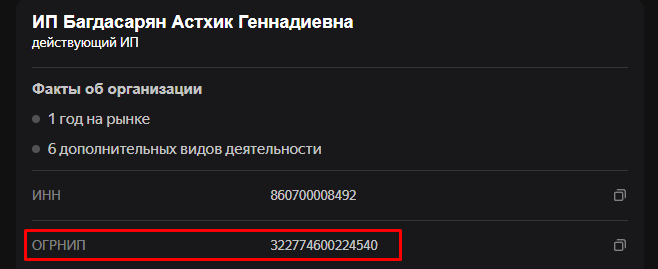 ИП Багдасарян Астхик Геннадиевна
действующий ИП
Факты об организации
1 год на рынке
6 дополнительных видов деятельности
ИНН 860700008492
ОГРНИП 322774600224540